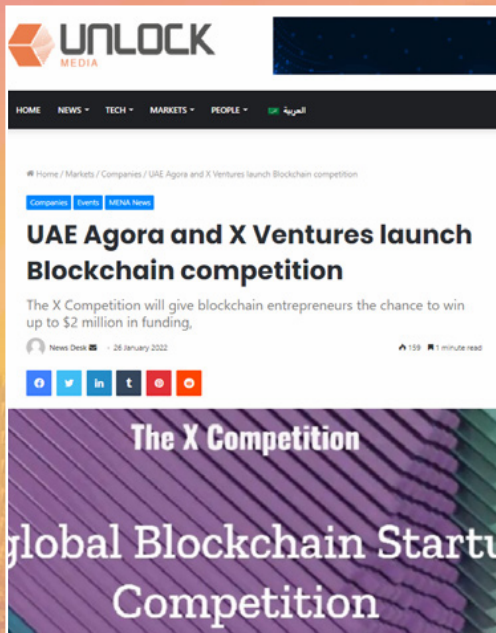 UNLOCK
MEDIA
HOME NEWS TECH MARKETS PEOPLE العربية
Home / Markets / Companies / UAE Agora and X Ventures launch Blockchain competition
Companies Events MENA News
UAE Agora and X Ventures launch
Blockchain competition
The X Competition will give blockchain entrepreneurs the chance to win
up to $2 million in funding,
News Desk - 26 January 2022 159 1 minute read
The X Competition
global Blockchain Startu
Competition